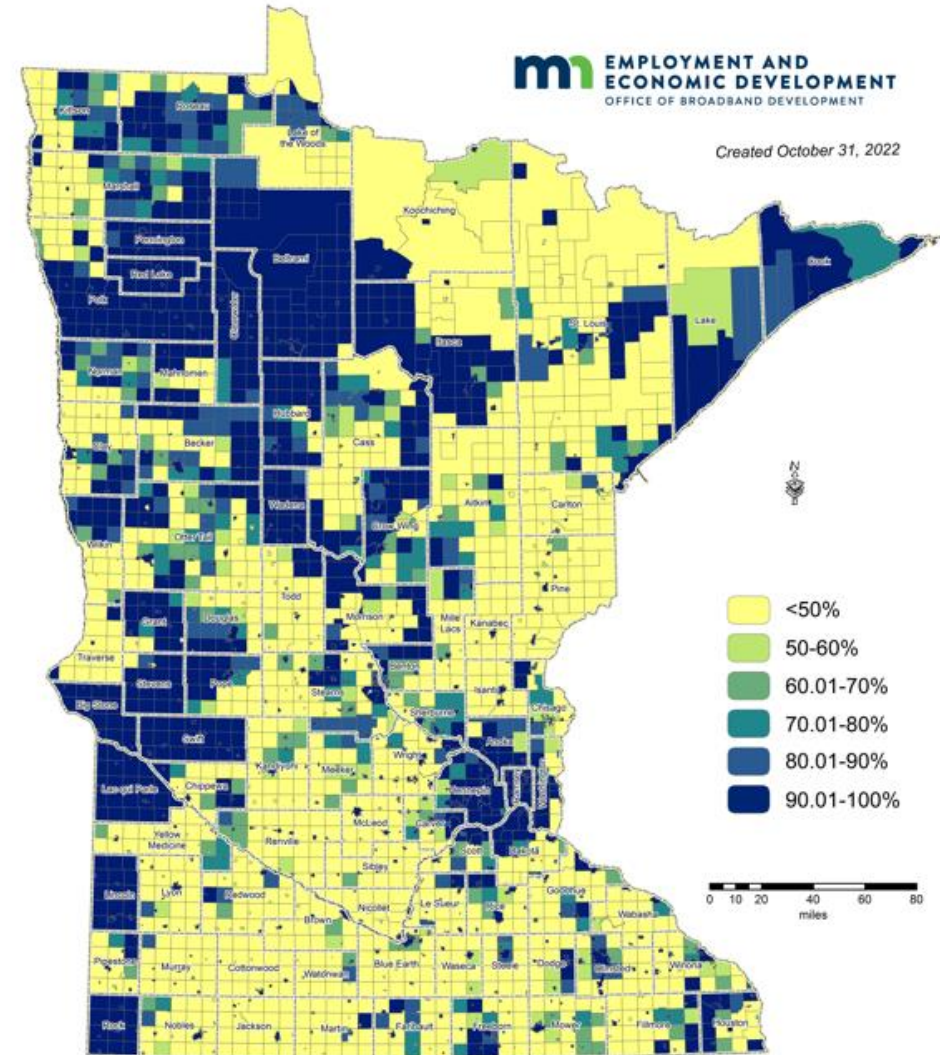 mn EMPLOYMENT AND
ECONOMIC DEVELOPMENT
OFFICE OF BROADBAND DEVELOPMENT
Created October 31, 2022
Kittson
Roseau
Lake of
the Woods
Marshall
Koochiching
Pennington
Beltrami
Cook
Red Lake
Polk
Clearwater
Lake
St. Louis
Itasca
Norman
Mahnomen
Hubbard
Clay
Becker
Cass
N
Wadena
Aitkin
Carlton
Crow Wing
Otter Tail
Wilkin
Pine
Todd
<50%
Morrison
Mille
Lacs
Kanabec
Grant
Douglas
50-60%
Traverse
Benton
60.01-70%
Stevens
Pope
Stearns
Isanti
Big Stone
Sherburne
Chisago
70.01-80%
Swift
Anoka
80.01-90%
Kandiyohi
Meeker
Wright
Lac qui Parle
Chippewa
Hennepin
Washington
90.01-100%
McLeod
Carver
Yellow
Medicine
Renville
Scott
Dakota
Sibley
Lincoln
Lyon
Redwood
Goodhue
0 10 20 40 60 80
miles
Nicollet
Le Sueur
Rice
Brown
Wabasha
Pipestone
Murray
Cottonwood
Watonwan
Blue Earth
Waseca
Steele
Dodge
Olmsted
Winona
Rock
Nobles
Jackson
Martin
Faribault
Freeborn
Mower
Fillmore
Houston